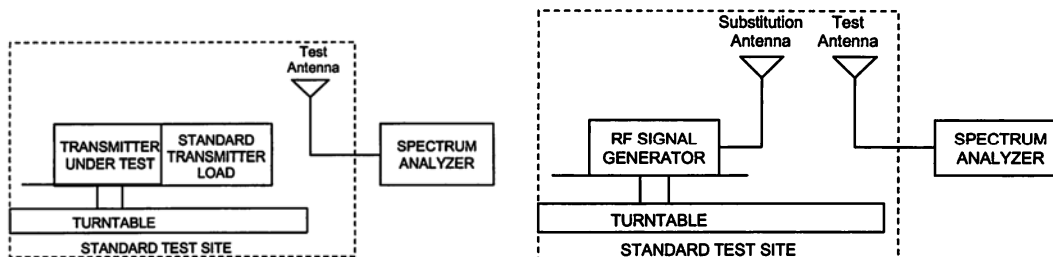 Test
Antenna
TRANSMITTER
UNDER TEST
STANDARD
TRANSMITTER
LOAD
SPECTRUM
ANALYZER
TURNTABLE
STANDARD TEST SITE
Substitution
Antenna
Test
Antenna
RF SIGNAL
GENERATOR
SPECTRUM
ANALYZER
TURNTABLE
STANDARD TEST SITE